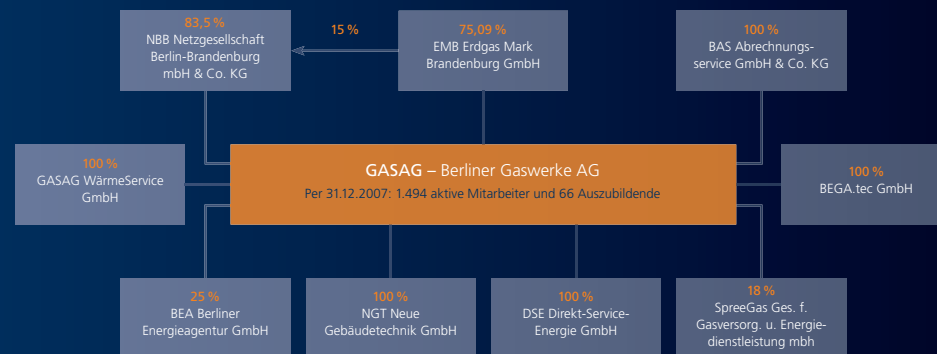 83,5 %
NBB Netzgesellschaft
Berlin-Brandenburg
mbH & Co. KG
15 %
75,09 %
EMB Erdgas Mark
Brandenburg GmbH
100 %
BAS Abrechnungs-
service GmbH & Co. KG
100 %
GASAG WärmeService
GmbH
GASAG – Berliner Gaswerke AG
Per 31.12.2007: 1.494 aktive Mitarbeiter und 66 Auszubildende
100 %
BEGA.tec GmbH
25 %
BEA Berliner
Energieagentur GmbH
100 %
NGT Neue
Gebäudetechnik GmbH
100 %
DSE Direkt-Service-
Energie GmbH
18 %
SpreeGas Ges. f.
Gasversorg. u. Energie-
dienstleistung mbh